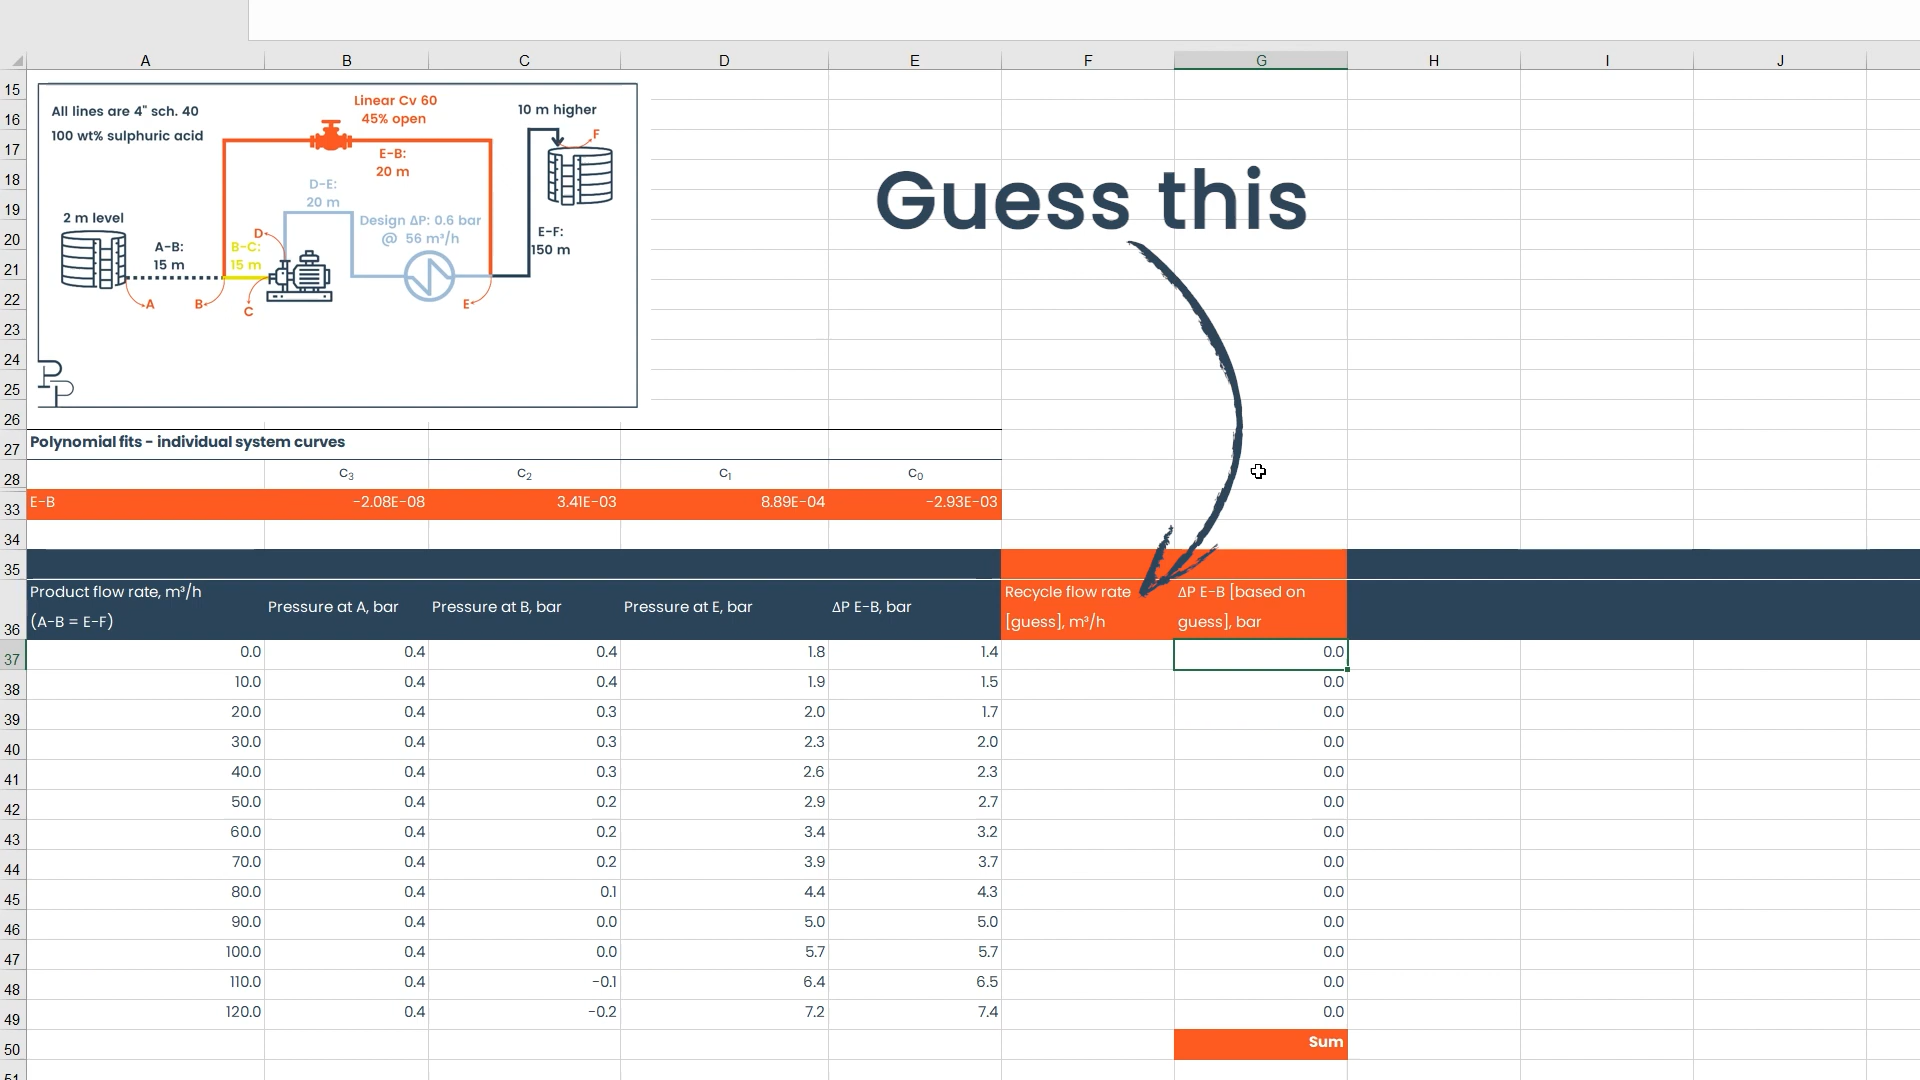 A B C D E F G H I J
15
16
17
18
19
20
21
22
23
24
25
26
27
28
33
34
35
36
37
38
39
40
41
42
43
44
45
46
47
48
49
50
51
All lines are 4" sch. 40
100 wt% sulphuric acid
Linear Cv 60
45% open
10 m higher
F
E-B:
20 m
D-E:
20 m
2 m level
Design ΔP: 0.6 bar
@ 56 m³/h
D
A-B:
15 m
B-C:
15 m
E-F:
150 m
A
B
C
E
PP
Guess this
Polynomial fits - individual system curves
C₃ C₂ C₁ C₀
E-B -2.08E-08 3.41E-03 8.89E-04 -2.93E-03
Product flow rate, m³/h
(A-B = E-F)
Pressure at A, bar
Pressure at B, bar
Pressure at E, bar
ΔP E-B, bar
Recycle flow rate
[guess], m³/h
ΔP E-B [based on
guess], bar
0.0 0.4 0.4 1.8 1.4 0.0
10.0 0.4 0.4 1.9 1.5 0.0
20.0 0.4 0.3 2.0 1.7 0.0
30.0 0.4 0.3 2.3 2.0 0.0
40.0 0.4 0.3 2.6 2.3 0.0
50.0 0.4 0.2 2.9 2.7 0.0
60.0 0.4 0.2 3.4 3.2 0.0
70.0 0.4 0.2 3.9 3.7 0.0
80.0 0.4 0.1 4.4 4.3 0.0
90.0 0.4 0.0 5.0 5.0 0.0
100.0 0.4 0.0 5.7 5.7 0.0
110.0 0.4 -0.1 6.4 6.5 0.0
120.0 0.4 -0.2 7.2 7.4 0.0
Sum